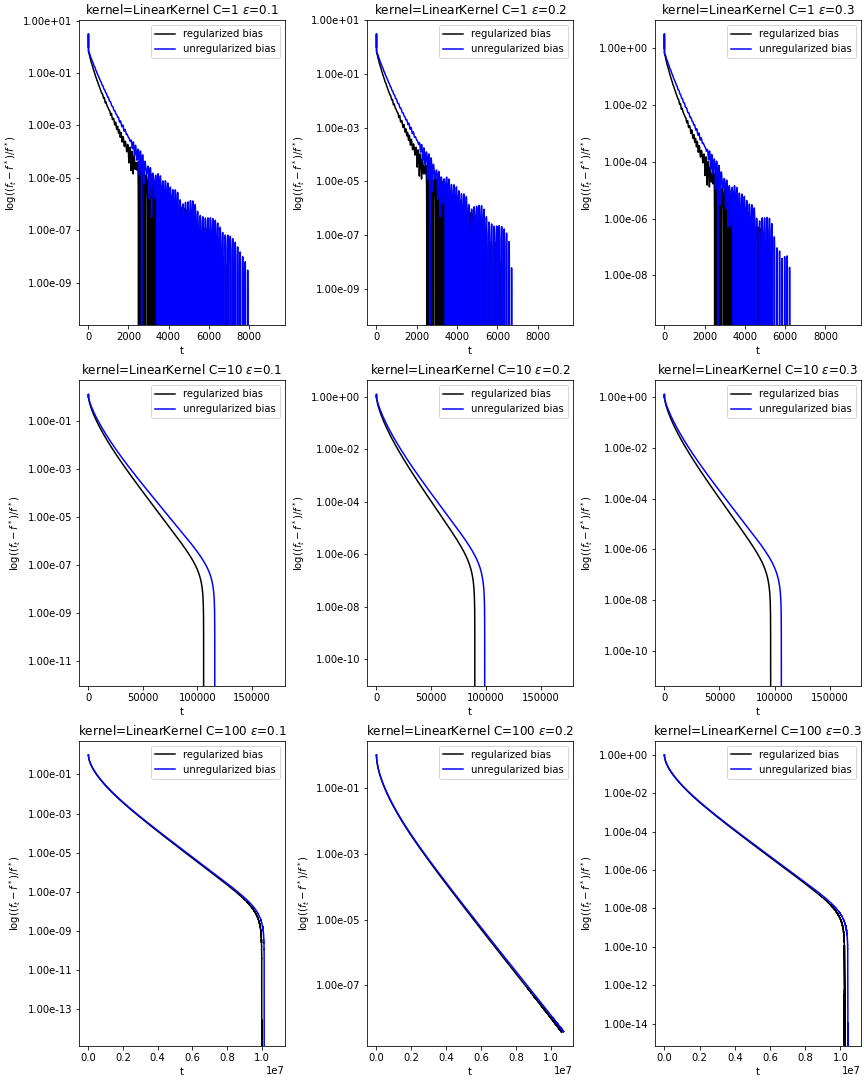 kernel=LinearKernel C=1 ε=0.1
1.00e+01
1.00e-01
1.00e-03
1.00e-05
1.00e-07
1.00e-09
log((f_t − f*)/f*)
regularized bias
unregularized bias
0 2000 4000 6000 8000
t
kernel=LinearKernel C=1 ε=0.2
1.00e+01
1.00e-01
1.00e-03
1.00e-05
1.00e-07
1.00e-09
log((f_t − f*)/f*)
regularized bias
unregularized bias
0 2000 4000 6000 8000
t
kernel=LinearKernel C=1 ε=0.3
1.00e+00
1.00e-02
1.00e-04
1.00e-06
1.00e-08
log((f_t − f*)/f*)
regularized bias
unregularized bias
0 2000 4000 6000 8000
t
kernel=LinearKernel C=10 ε=0.1
1.00e-01
1.00e-03
1.00e-05
1.00e-07
1.00e-09
1.00e-11
log((f_t − f*)/f*)
regularized bias
unregularized bias
0 50000 100000 150000
t
kernel=LinearKernel C=10 ε=0.2
1.00e+00
1.00e-02
1.00e-04
1.00e-06
1.00e-08
1.00e-10
log((f_t − f*)/f*)
regularized bias
unregularized bias
0 50000 100000 150000
t
kernel=LinearKernel C=10 ε=0.3
1.00e+00
1.00e-02
1.00e-04
1.00e-06
1.00e-08
1.00e-10
log((f_t − f*)/f*)
regularized bias
unregularized bias
0 50000 100000 150000
t
kernel=LinearKernel C=100 ε=0.1
1.00e-01
1.00e-03
1.00e-05
1.00e-07
1.00e-09
1.00e-11
1.00e-13
log((f_t − f*)/f*)
regularized bias
unregularized bias
0.0 0.2 0.4 0.6 0.8 1.0
1e7
t
kernel=LinearKernel C=100 ε=0.2
1.00e-01
1.00e-03
1.00e-05
1.00e-07
log((f_t − f*)/f*)
regularized bias
unregularized bias
0.0 0.2 0.4 0.6 0.8 1.0
1e7
t
kernel=LinearKernel C=100 ε=0.3
1.00e+00
1.00e-02
1.00e-04
1.00e-06
1.00e-08
1.00e-10
1.00e-12
1.00e-14
log((f_t − f*)/f*)
regularized bias
unregularized bias
0.0 0.2 0.4 0.6 0.8 1.0
1e7
t